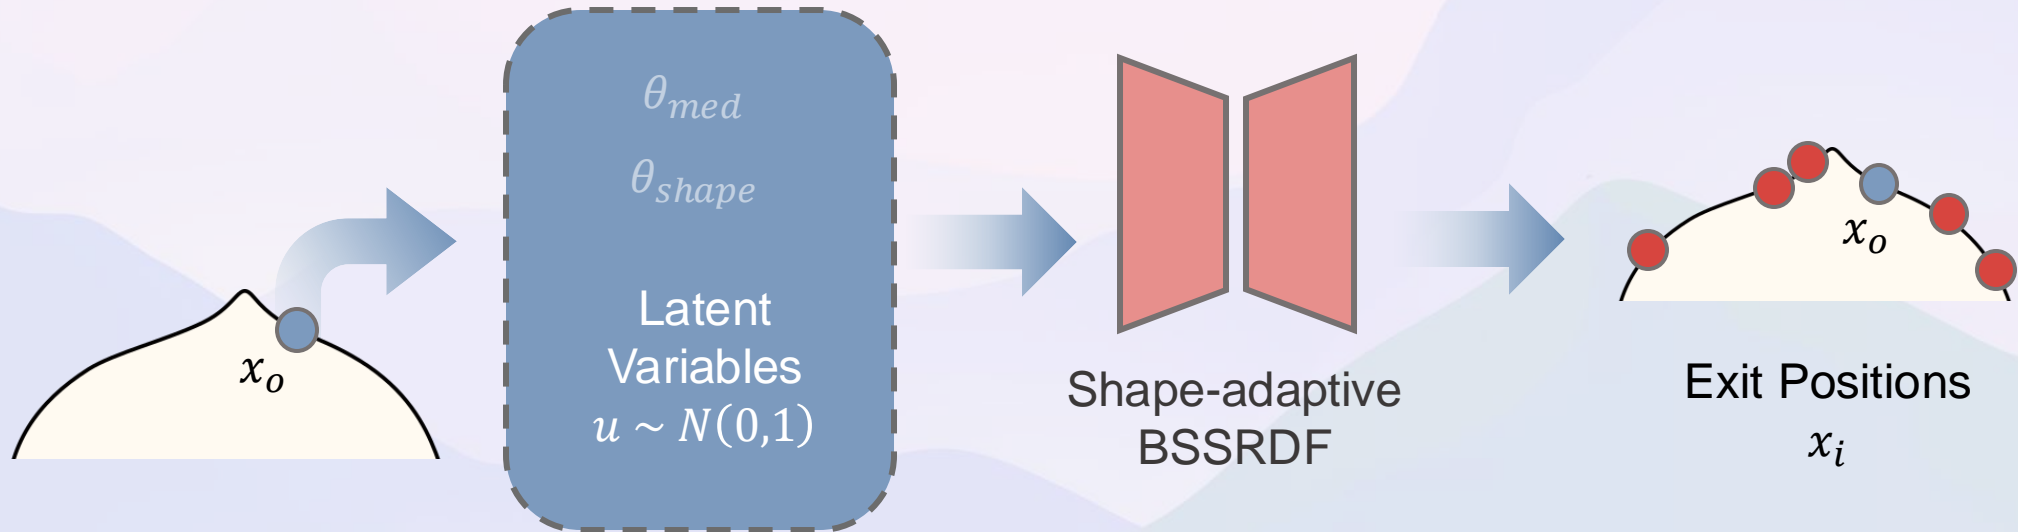 x_o
θ_med
θ_shape
Latent
Variables
u ~ N(0,1)
Shape-adaptive
BSSRDF
x_o
Exit Positions
x_i